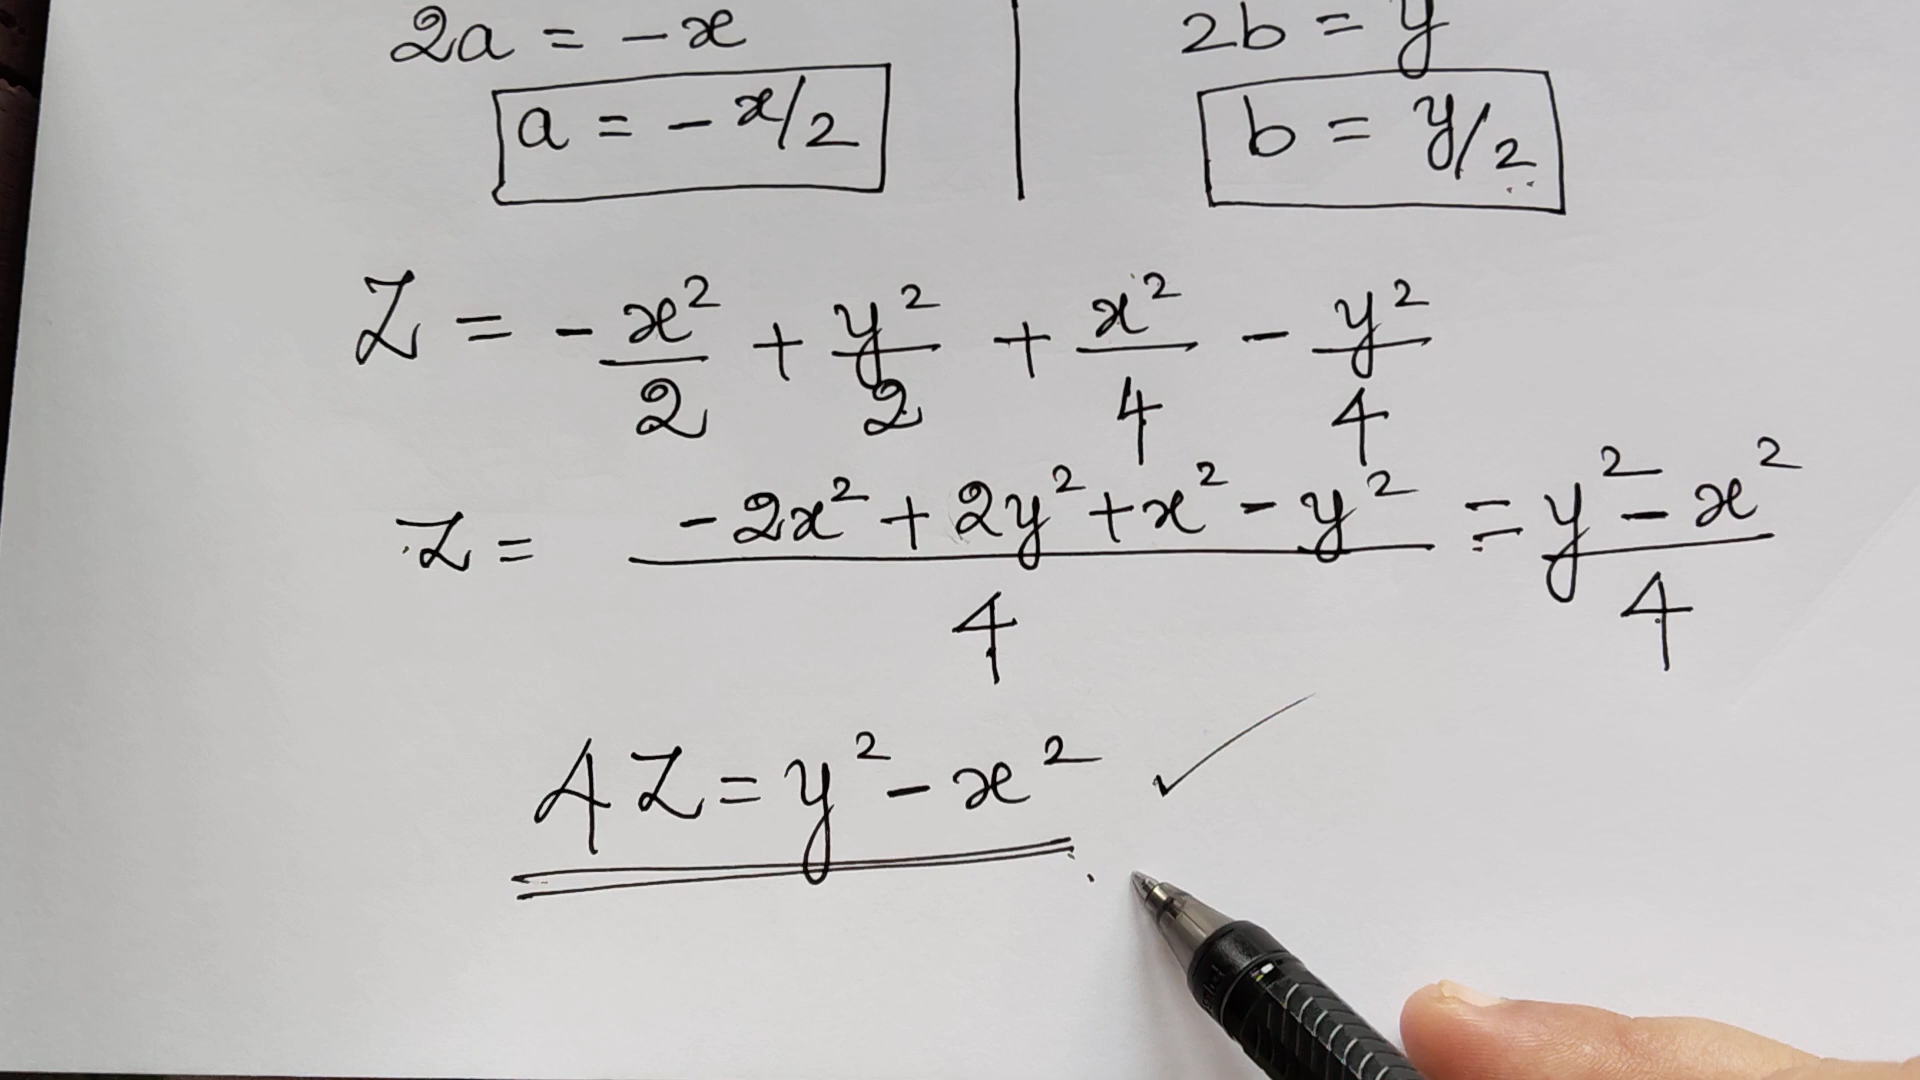 2a = -x
2b = y
a = -x/2
b = y/2
Z = -x²/2 + y²/2 + x²/4 - y²/4
Z = (-2x² + 2y² + x² - y²)/4 = (y² - x²)/4
4Z = y² - x² ✓